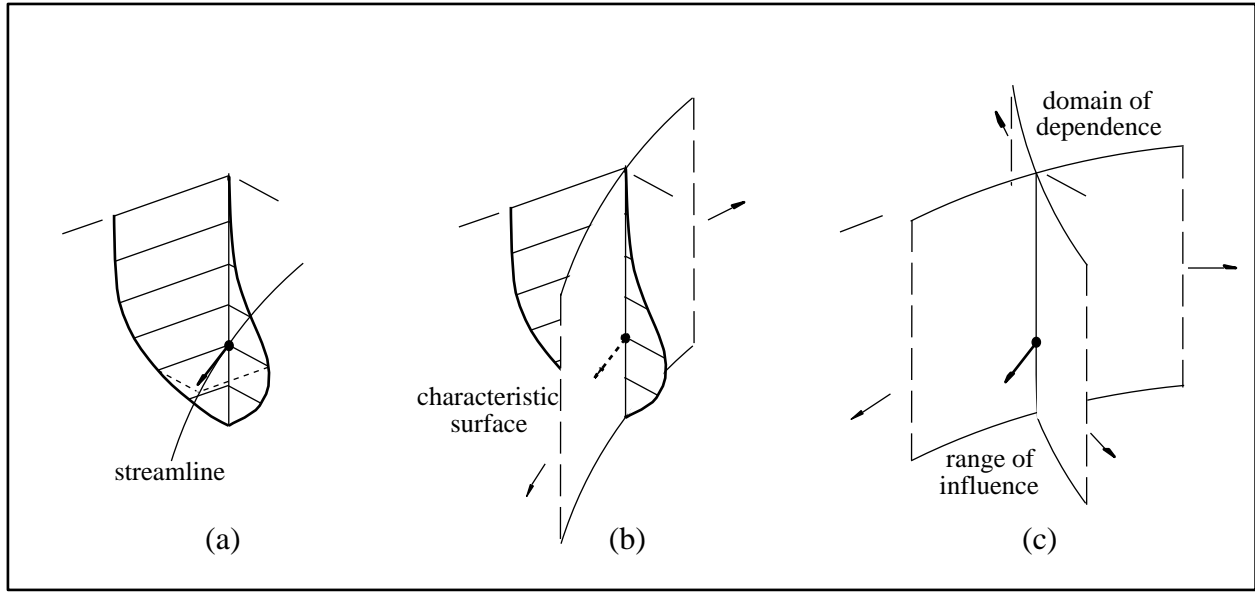 streamline
(a)
characteristic
surface
(b)
domain of
dependence
range of
influence
(c)